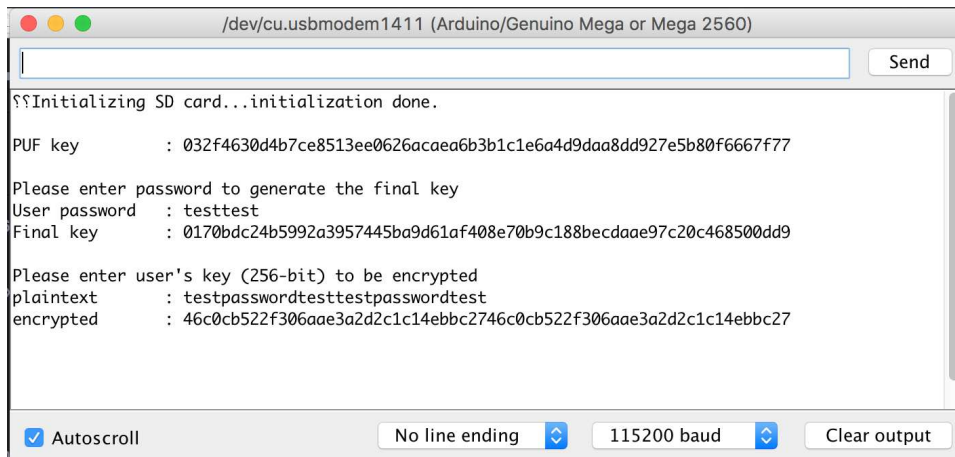 /dev/cu.usbmodem1411 (Arduino/Genuino Mega or Mega 2560)
Send
⸮⸮Initializing SD card...initialization done.
PUF key : 032f4630d4b7ce8513ee0626acaea6b3b1c1e6a4d9daa8dd927e5b80f6667f77
Please enter password to generate the final key
User password : testtest
Final key : 0170bdc24b5992a3957445ba9d61af408e70b9c188becdaae97c20c468500dd9
Please enter user's key (256-bit) to be encrypted
plaintext : testpasswordtesttestpasswordtest
encrypted : 46c0cb522f306aae3a2d2c1c14ebbc2746c0cb522f306aae3a2d2c1c14ebbc27
Autoscroll
No line ending
115200 baud
Clear output